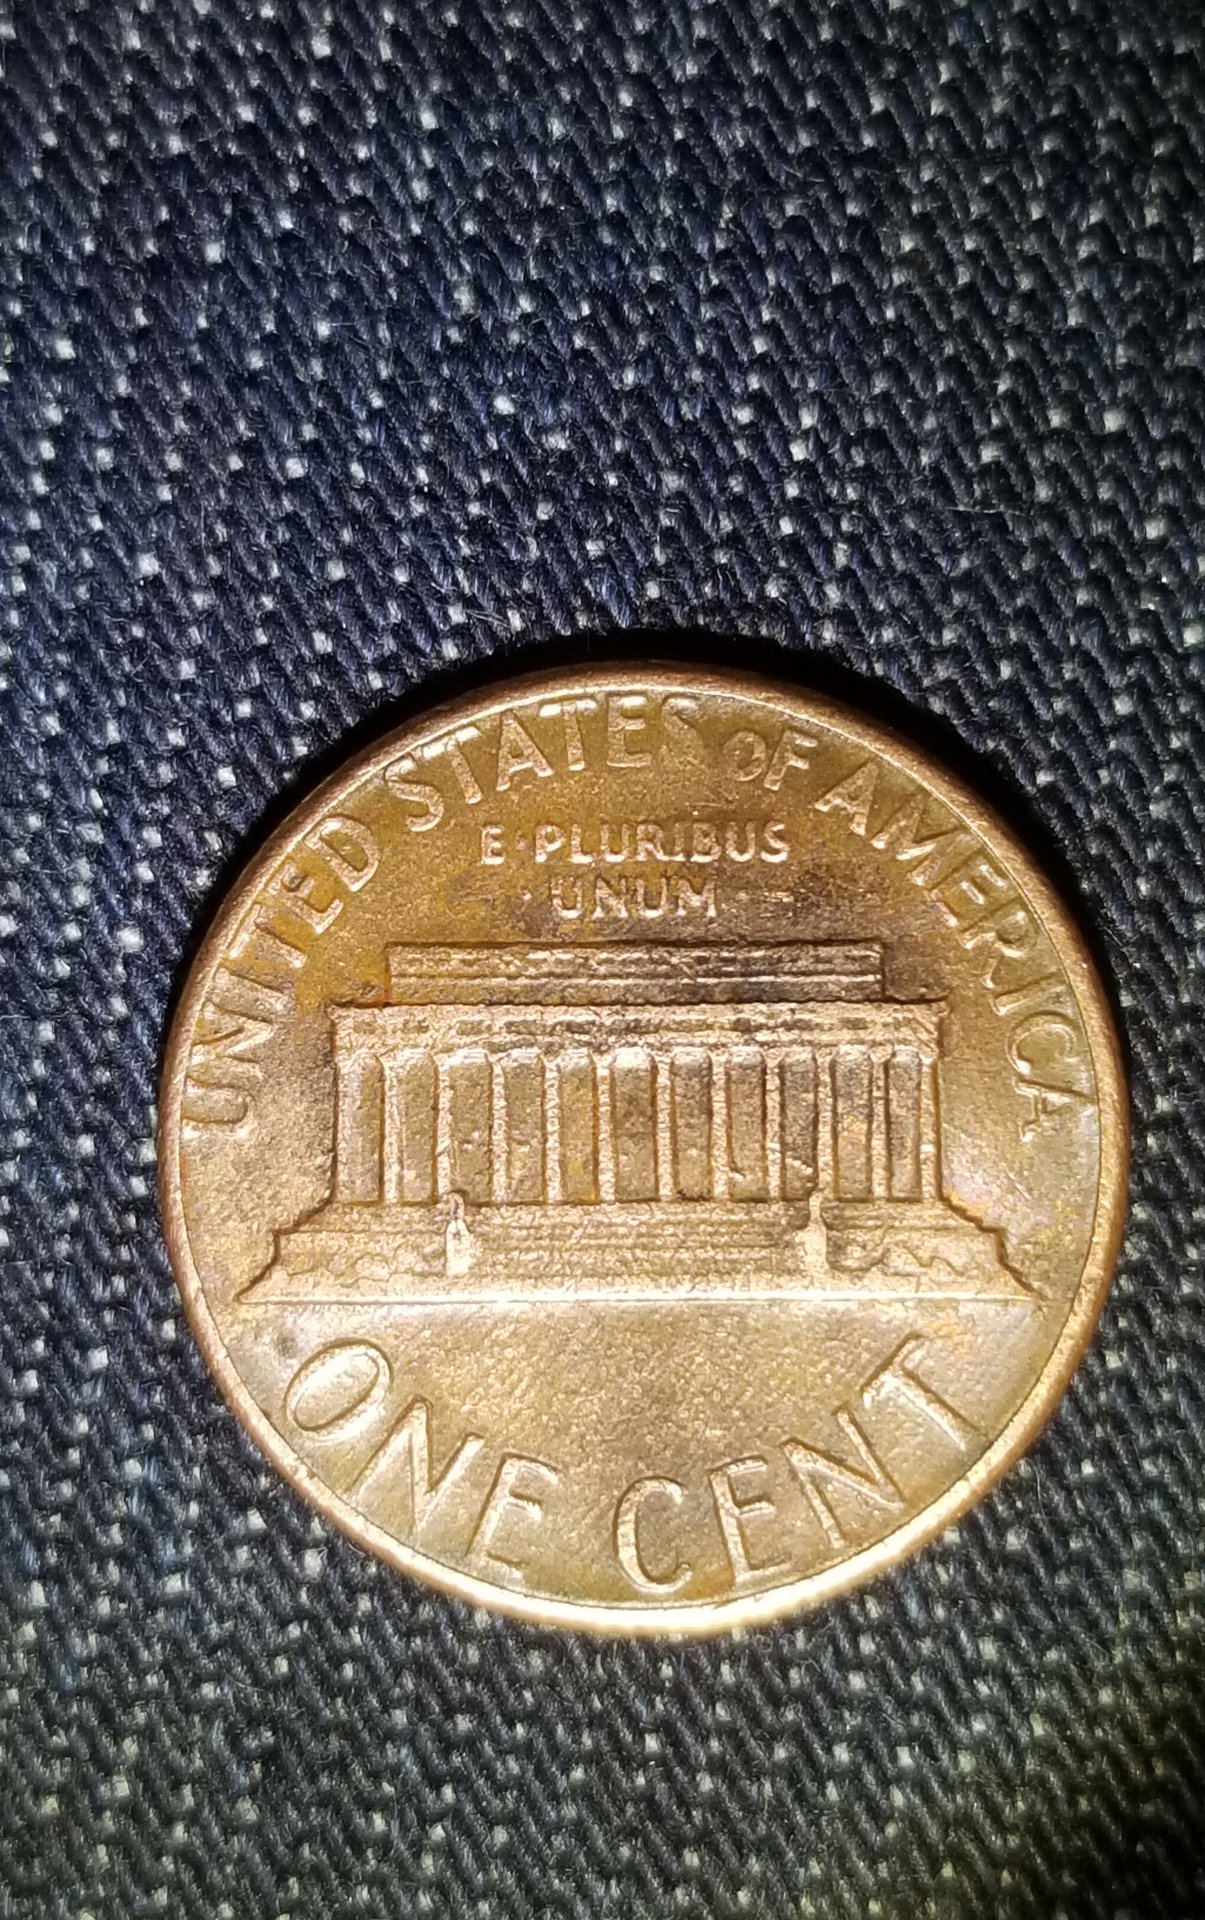 UNITED STATES OF AMERICA
E·PLURIBUS
UNUM
ONE CENT